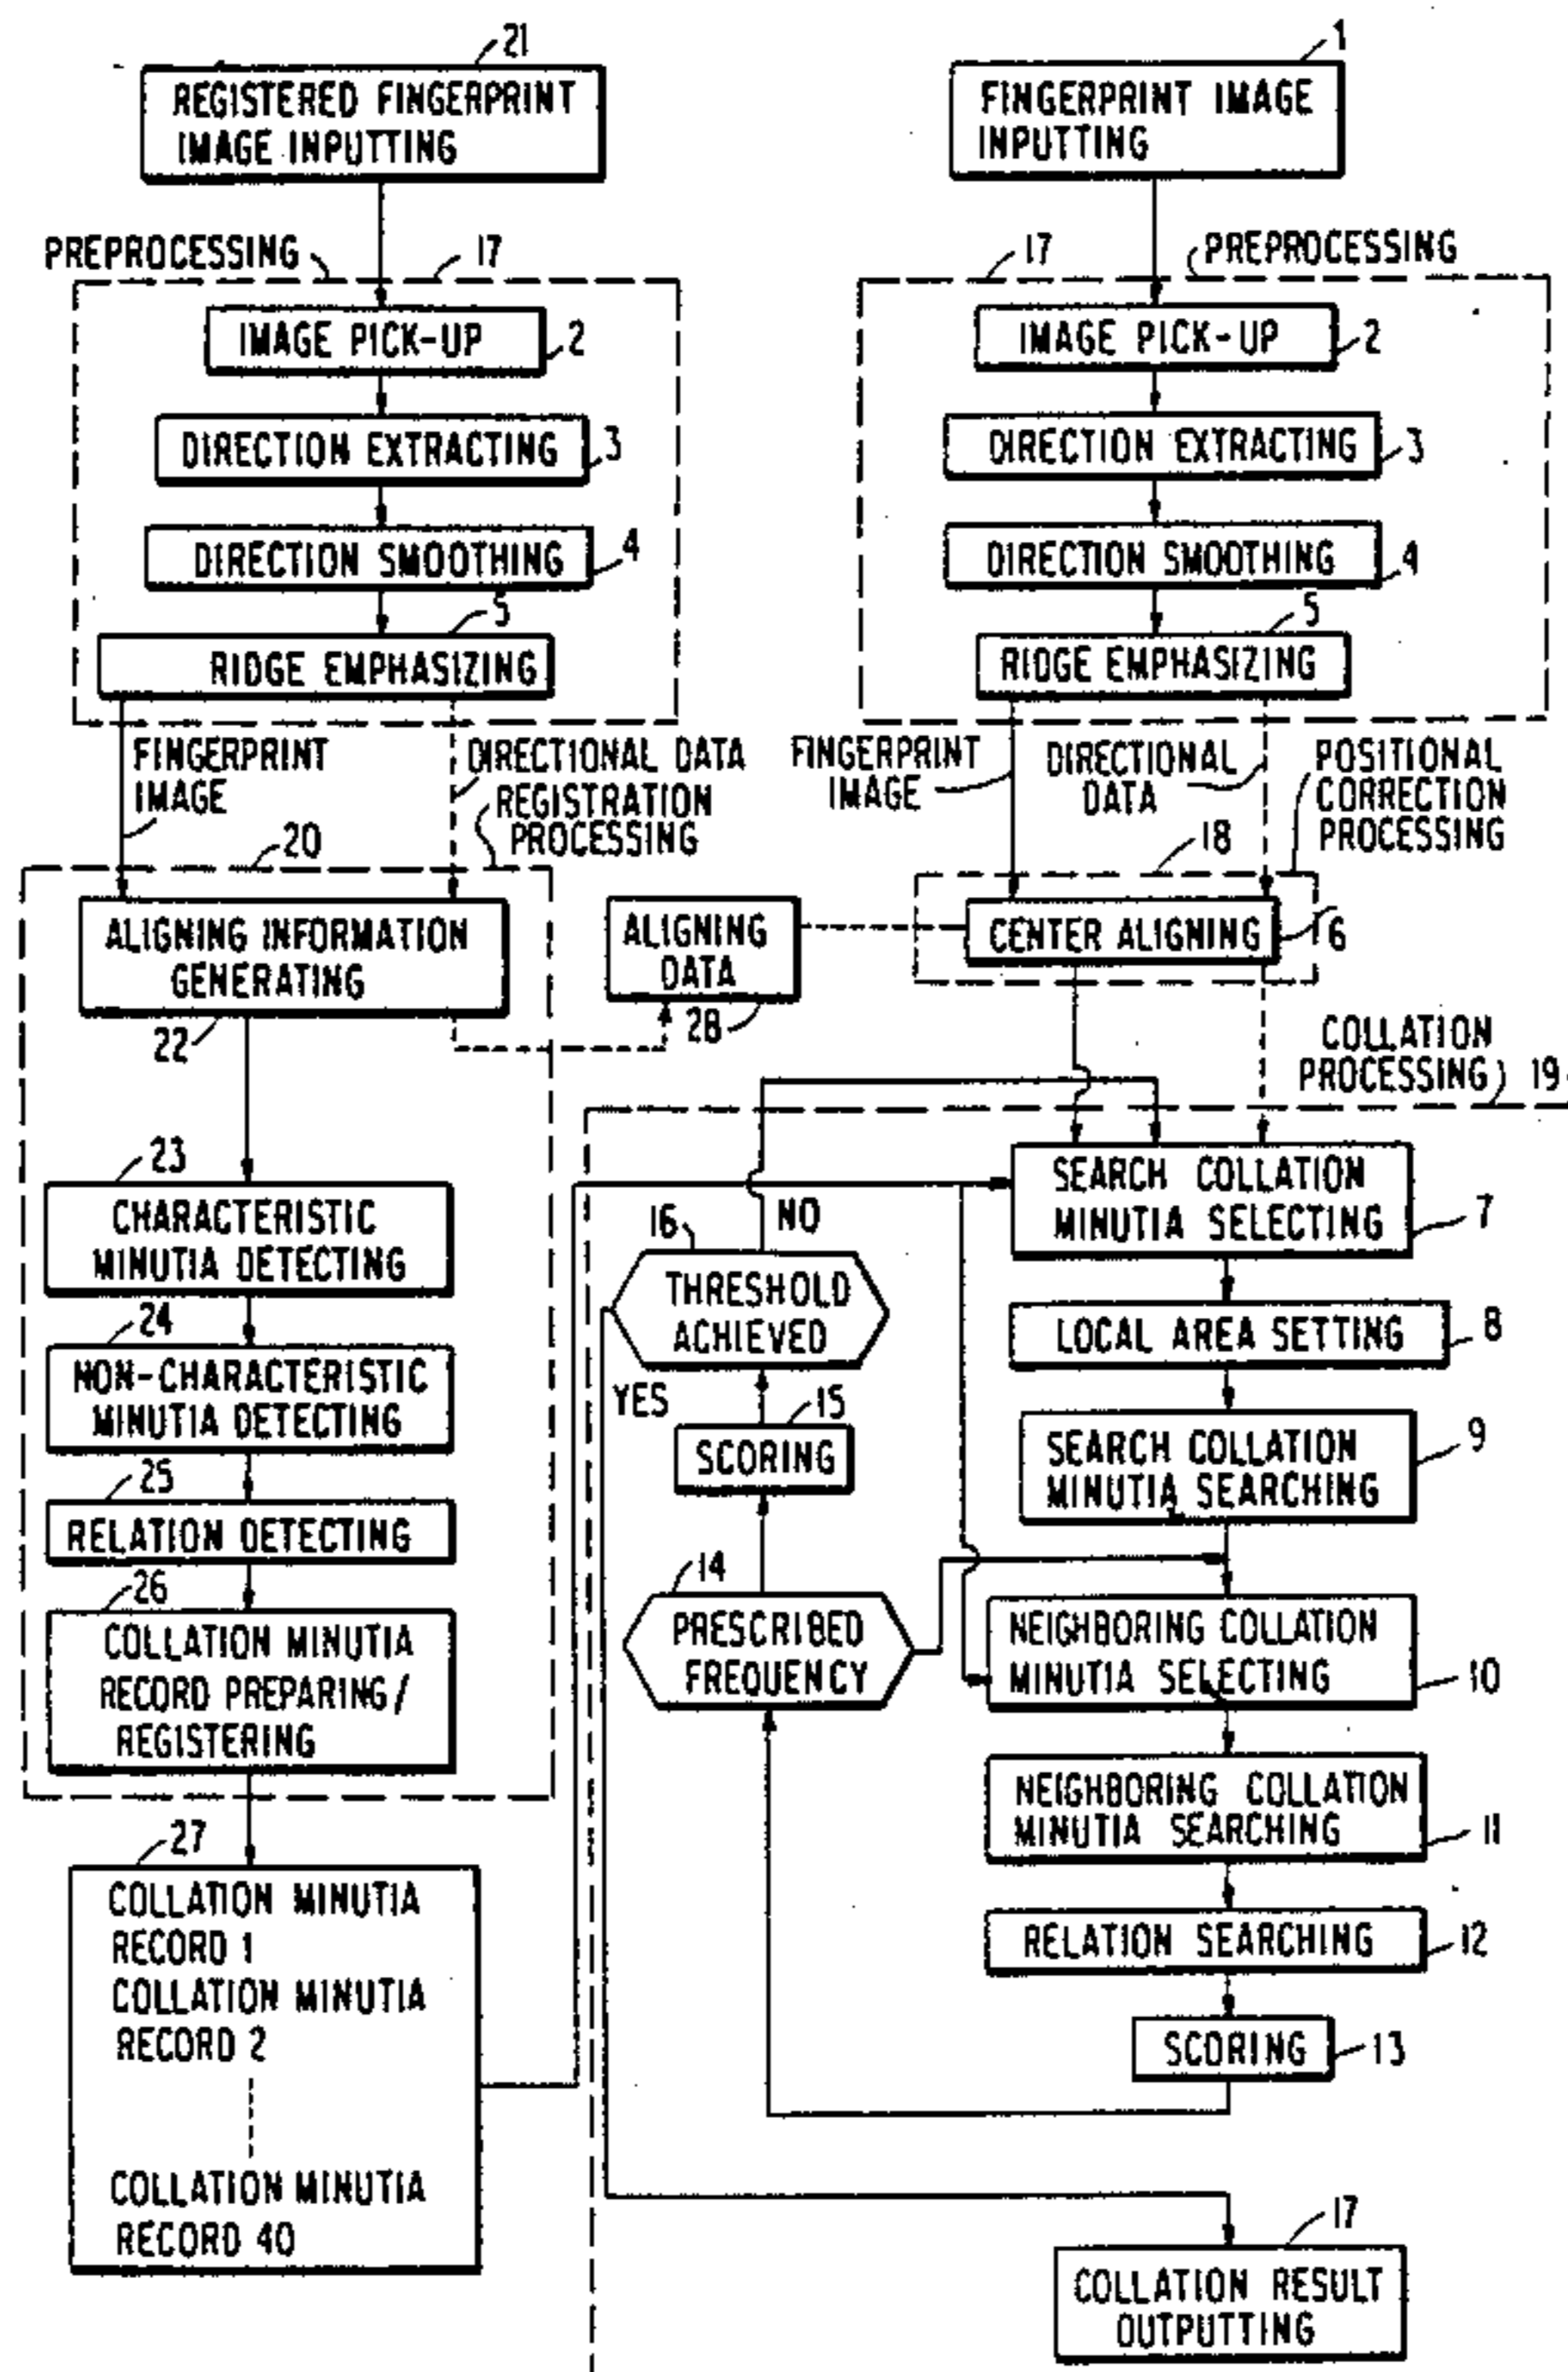 21
REGISTERED FINGERPRINT
IMAGE INPUTTING
PREPROCESSING
17
IMAGE PICK-UP
2
DIRECTION EXTRACTING
3
DIRECTION SMOOTHING
4
5
RIDGE EMPHASIZING
FINGERPRINT
IMAGE
DIRECTIONAL DATA
REGISTRATION
PROCESSING
20
ALIGNING INFORMATION
GENERATING
22
23
CHARACTERISTIC
MINUTIA DETECTING
24
NON-CHARACTERISTIC
MINUTIA DETECTING
25
RELATION DETECTING
26
COLLATION MINUTIA
RECORD PREPARING/
REGISTERING
27
COLLATION MINUTIA
RECORD 1
COLLATION MINUTIA
RECORD 2
COLLATION MINUTIA
RECORD 40
1
FINGERPRINT IMAGE
INPUTTING
17
PREPROCESSING
IMAGE PICK-UP
2
DIRECTION EXTRACTING
3
DIRECTION SMOOTHING
4
5
RIDGE EMPHASIZING
FINGERPRINT
IMAGE
DIRECTIONAL
DATA
POSITIONAL
CORRECTION
PROCESSING
18
ALIGNING
DATA
28
CENTER ALIGNING
6
COLLATION
PROCESSING
19
SEARCH COLLATION
MINUTIA SELECTING
7
LOCAL AREA SETTING
8
SEARCH COLLATION
MINUTIA SEARCHING
9
NEIGHBORING COLLATION
MINUTIA SELECTING
10
NEIGHBORING COLLATION
MINUTIA SEARCHING
11
RELATION SEARCHING
12
SCORING
13
14
PRESCRIBED
FREQUENCY
15
SCORING
16
NO
THRESHOLD
ACHIEVED
YES
17
COLLATION RESULT
OUTPUTTING